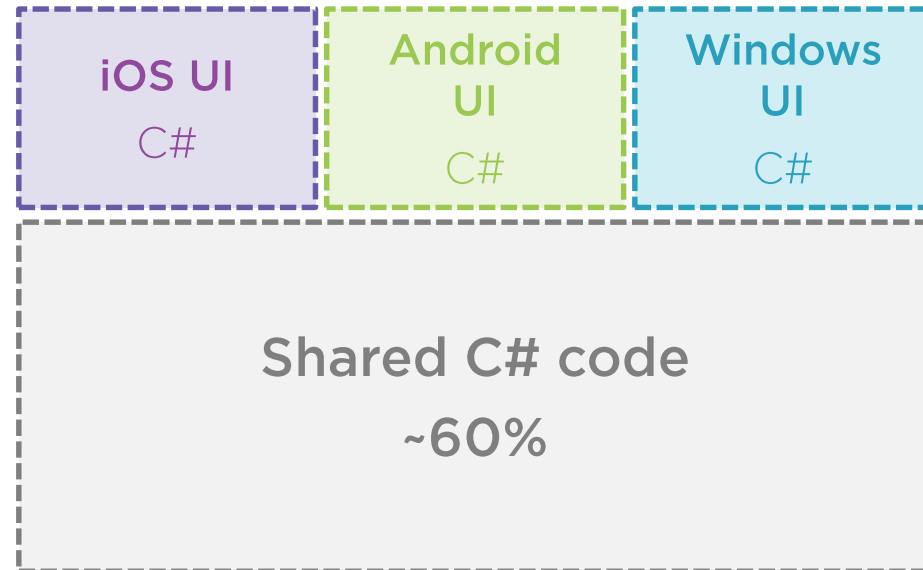 iOS UI
C#
Android
UI
C#
Windows
UI
C#
Shared C# code
~60%